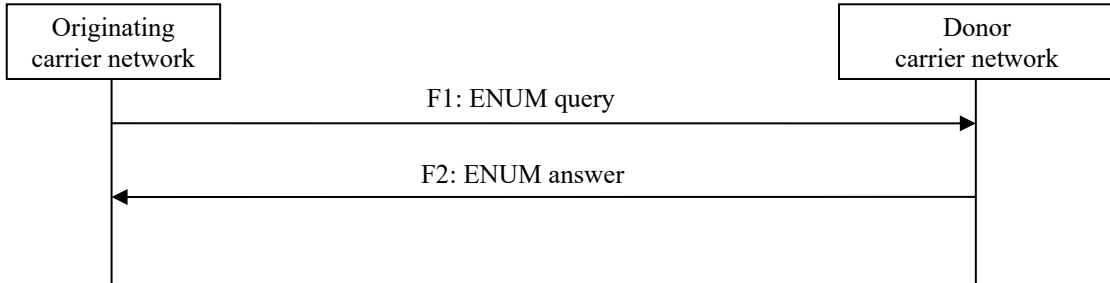 Originating
carrier network
Donor
carrier network
F1: ENUM query
F2: ENUM answer